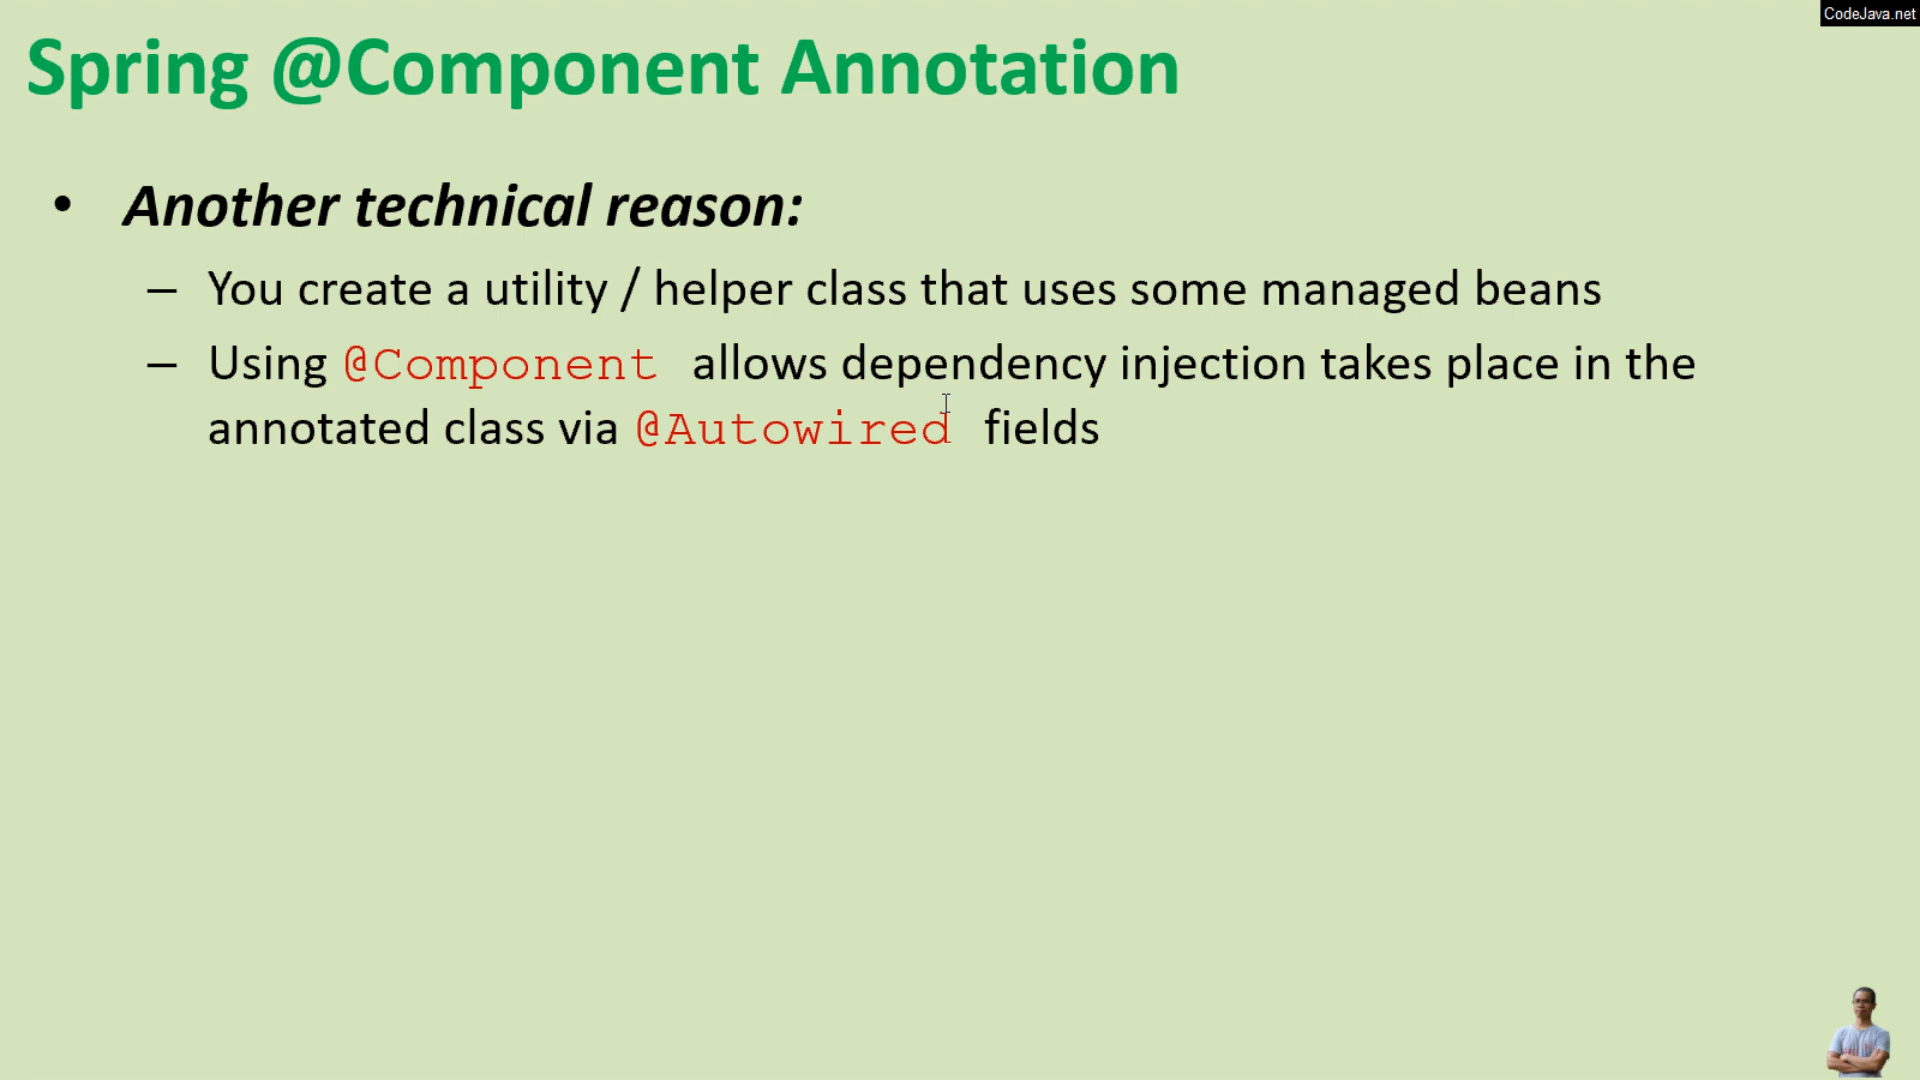 CodeJava.net
Spring @Component Annotation
• Another technical reason:
– You create a utility / helper class that uses some managed beans
– Using @Component allows dependency injection takes place in the
annotated class via @Autowired fields